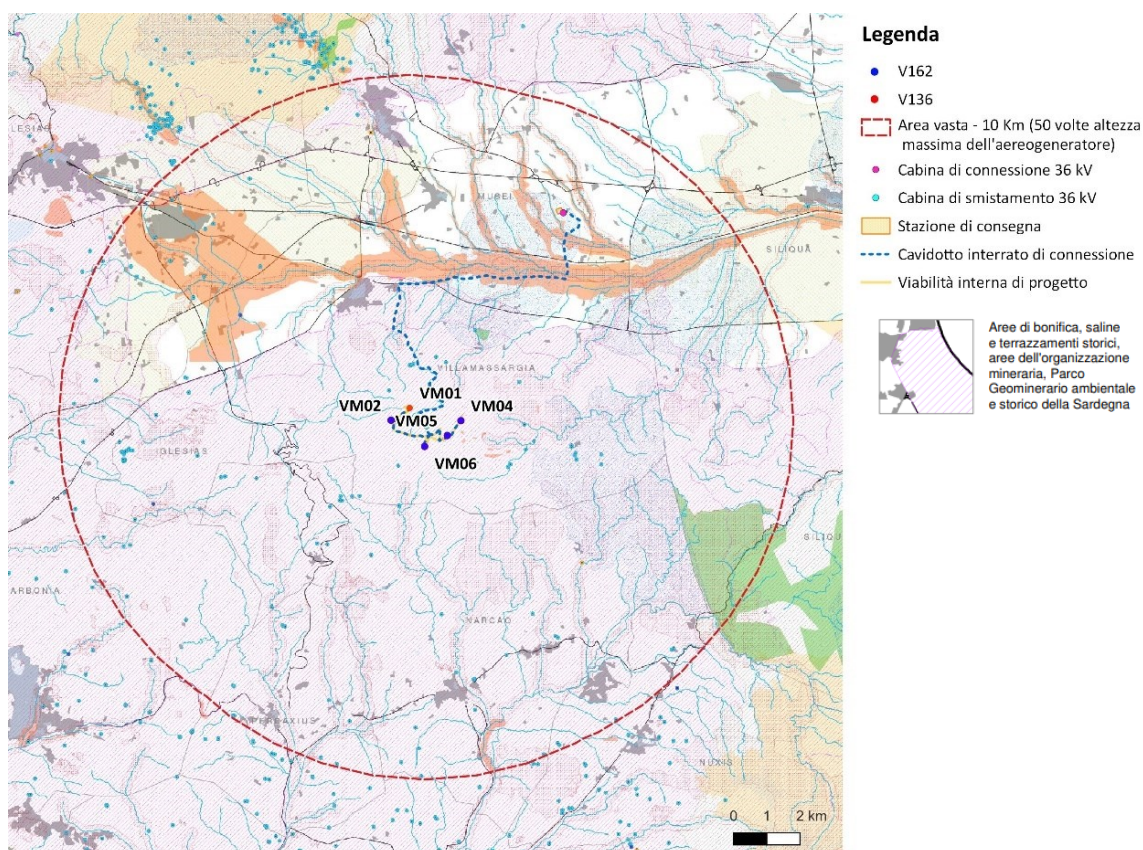 LESIAS
MUSEI
SILIQUA
VILLAMASSARGIA
VM01
VM02
VM04
VM05
VM06
IGLESIAS
SILIQU
ARBONIA
NARCAO
PERDAXIUS
NUXIS
0 1 2 km
Legenda
V162
V136
Area vasta - 10 Km (50 volte altezza
massima dell'aereogeneratore)
Cabina di connessione 36 kV
Cabina di smistamento 36 kV
Stazione di consegna
Cavidotto interrato di connessione
Viabilità interna di progetto
Aree di bonifica, saline
e terrazzamenti storici,
aree dell'organizzazione
mineraria, Parco
Geominerario ambientale
e storico della Sardegna